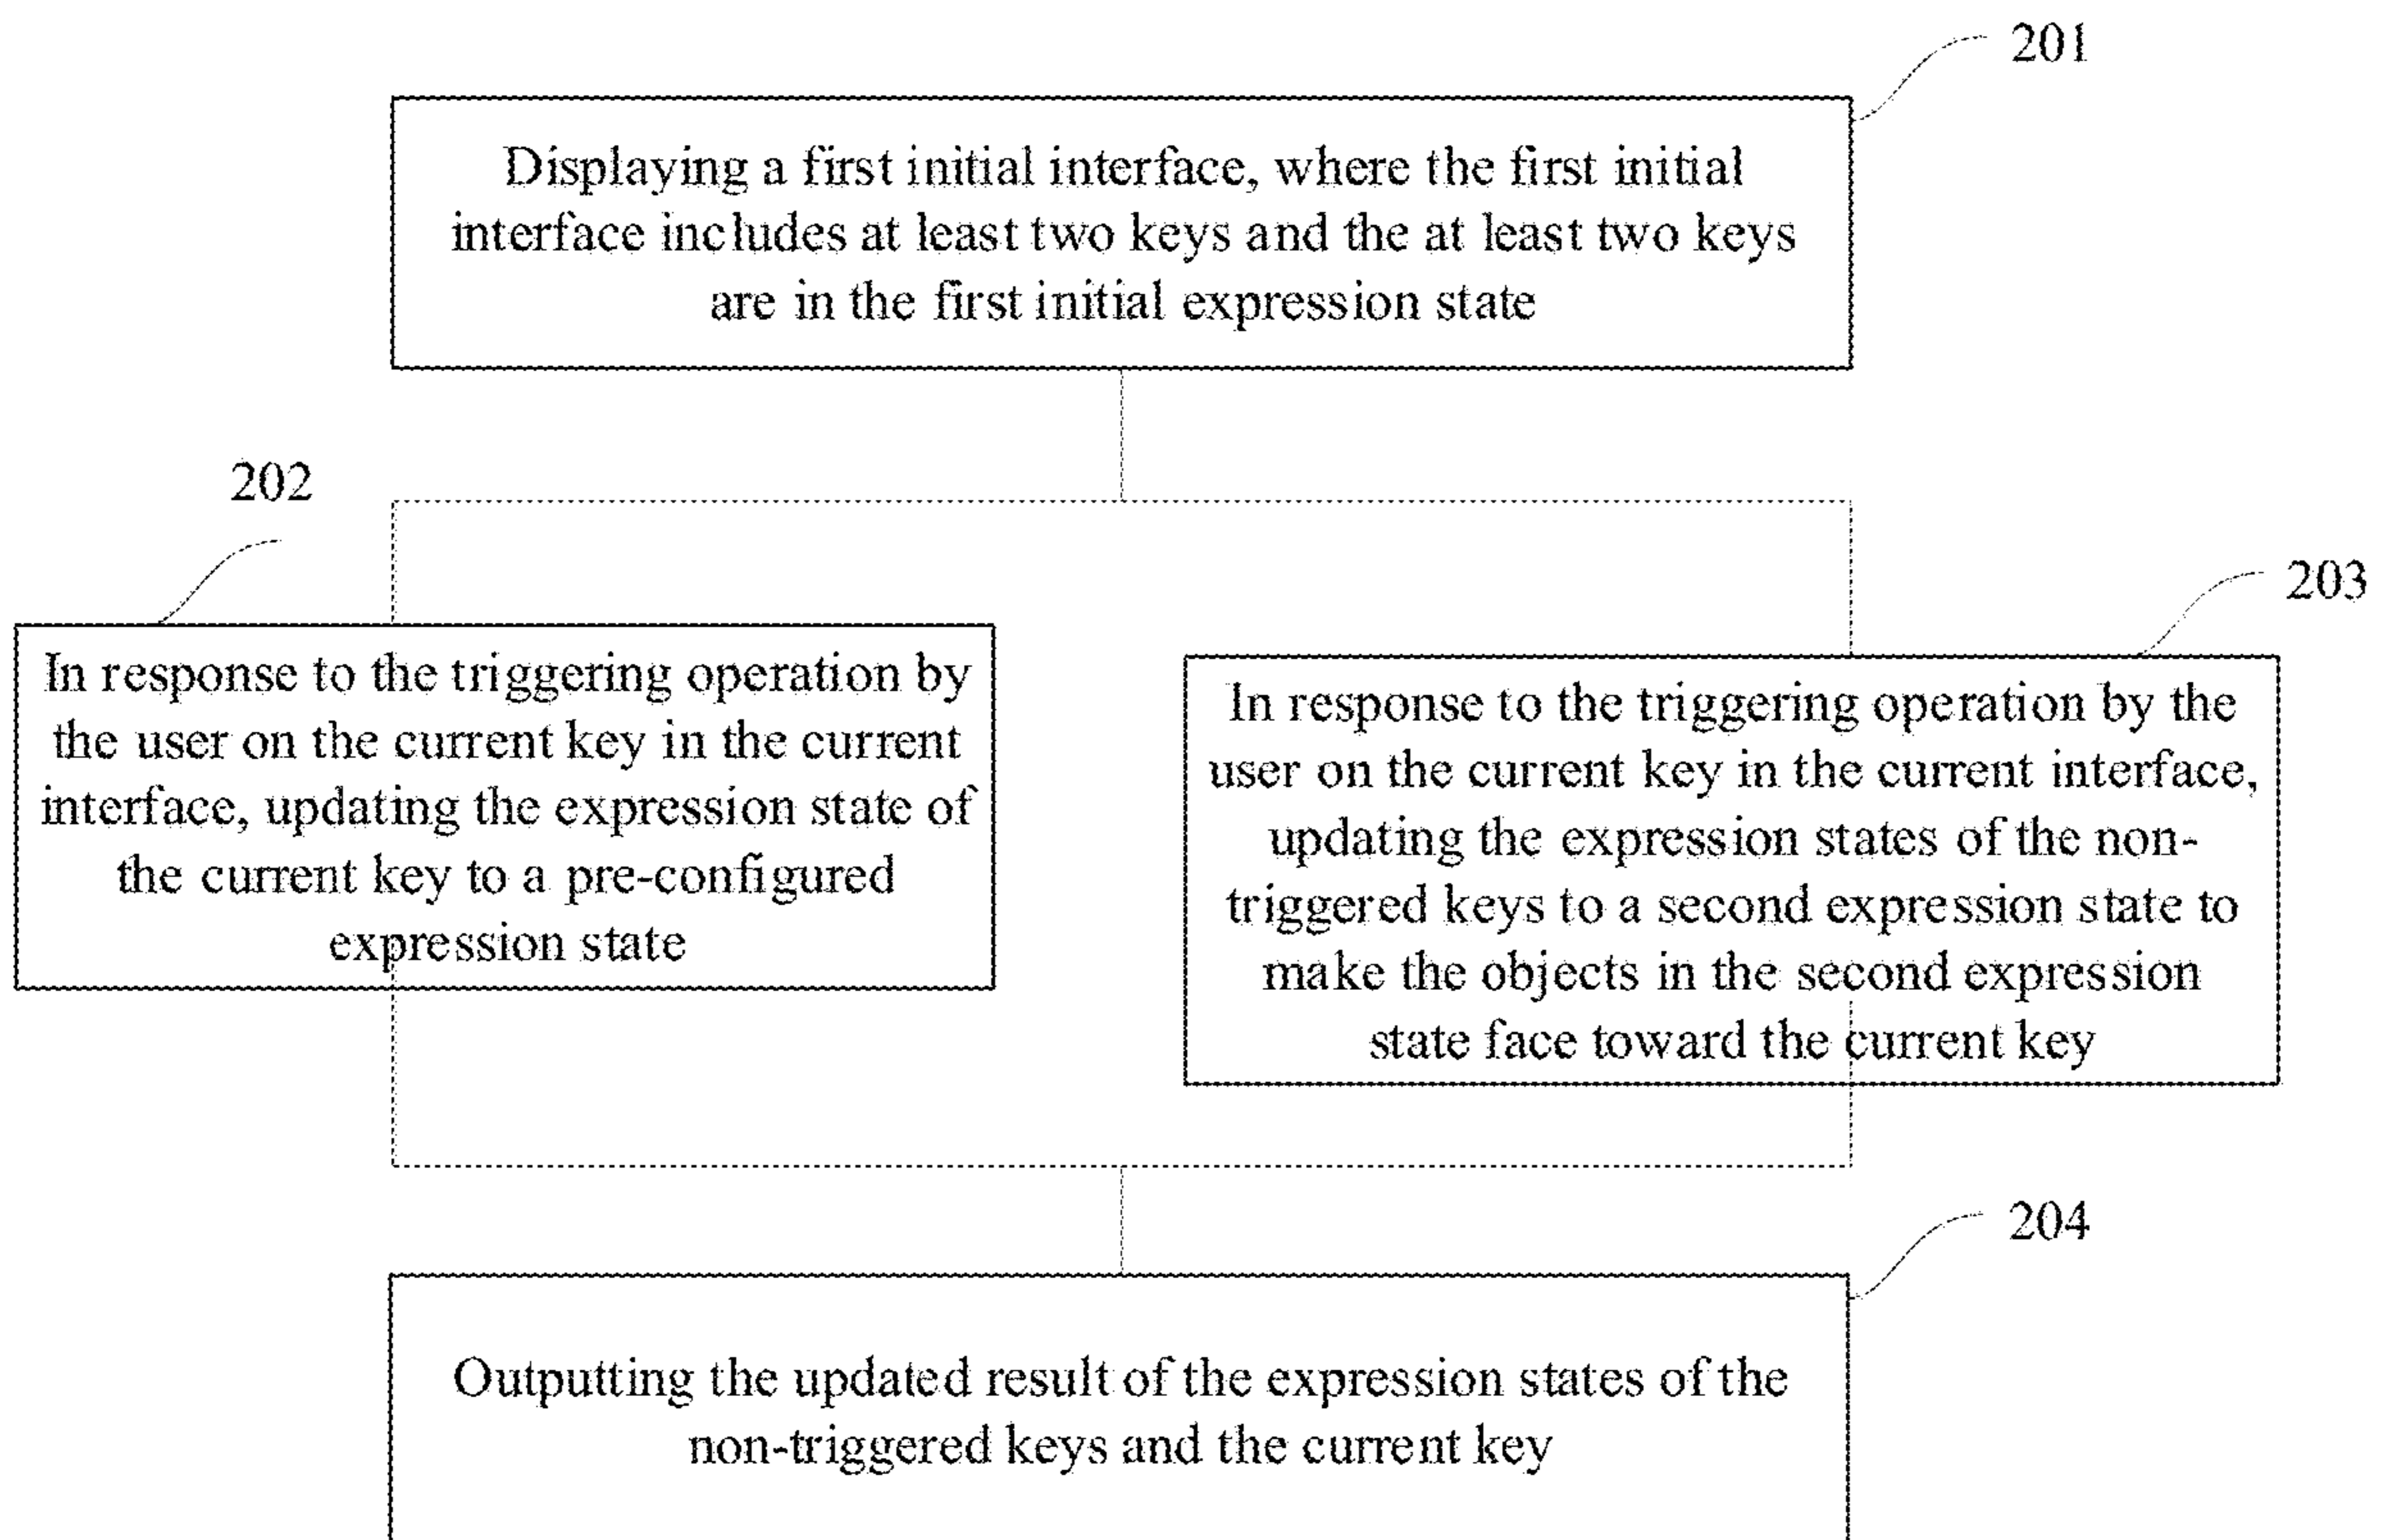 201
Displaying a first initial interface, where the first initial
interface includes at least two keys and the at least two keys
are in the first initial expression state
202
In response to the triggering operation by
the user on the current key in the current
interface, updating the expression state of
the current key to a pre-configured
expression state
203
In response to the triggering operation by the
user on the current key in the current interface,
updating the expression states of the non-
triggered keys to a second expression state to
make the objects in the second expression
state face toward the current key
204
Outputting the updated result of the expression states of the
non-triggered keys and the current key